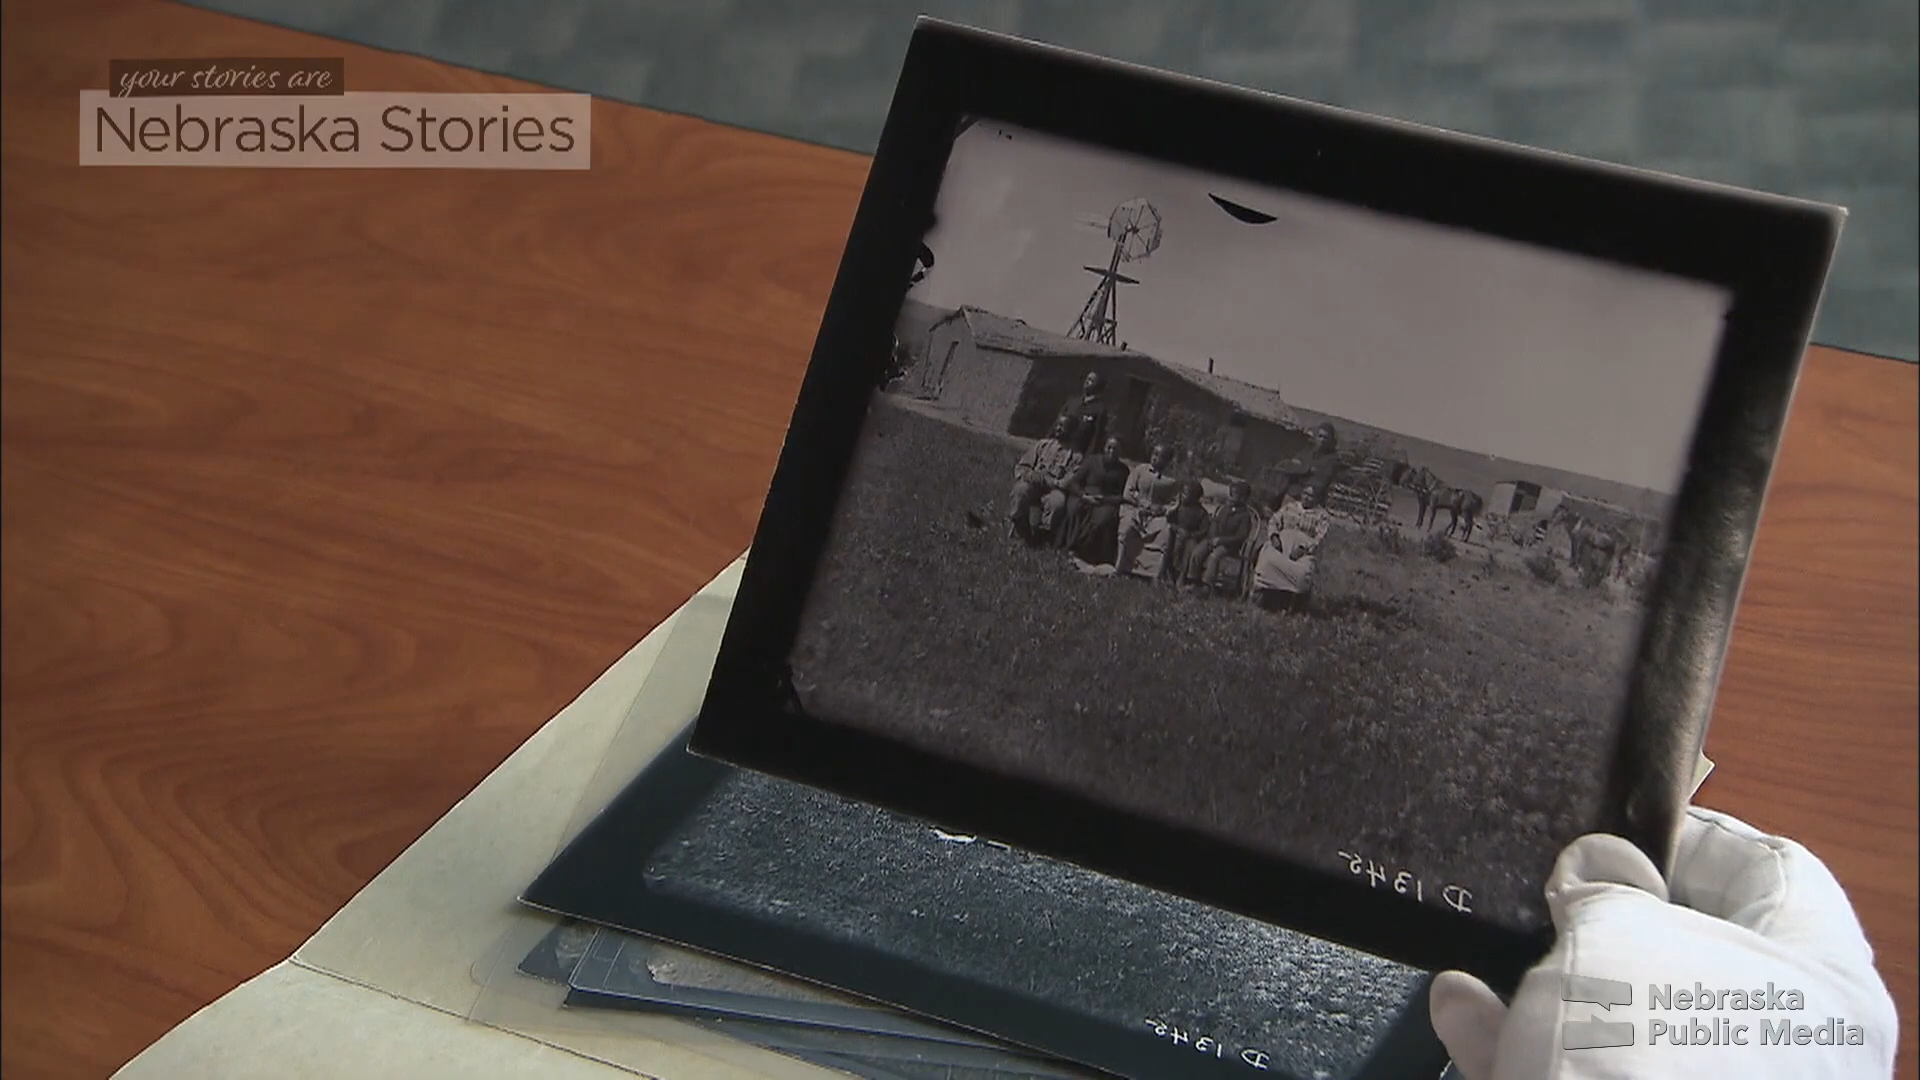 your stories are
Nebraska Stories
D 1342
D 1342
Nebraska
Public Media